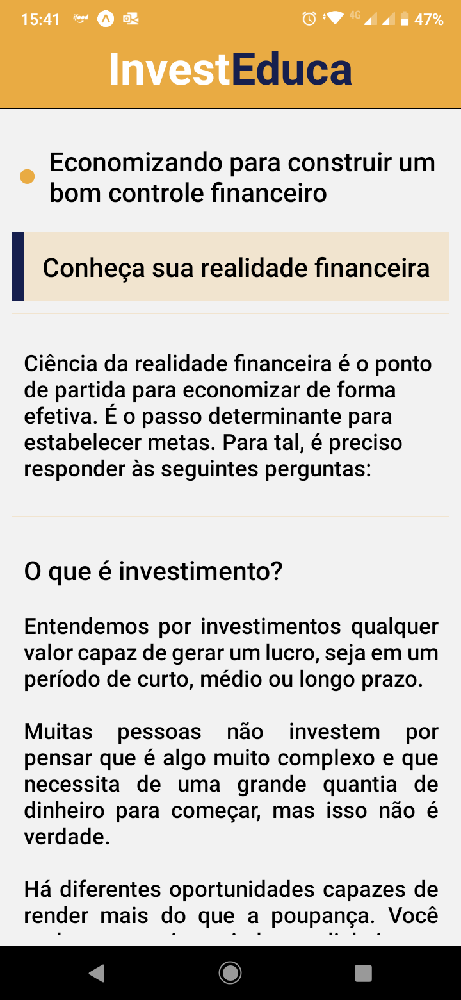 15:41 ifood 4G 47%
InvestEduca
Economizando para construir um
bom controle financeiro
Conheça sua realidade financeira
Ciência da realidade financeira é o ponto
de partida para economizar de forma
efetiva. É o passo determinante para
estabelecer metas. Para tal, é preciso
responder às seguintes perguntas:
O que é investimento?
Entendemos por investimentos qualquer
valor capaz de gerar um lucro, seja em um
período de curto, médio ou longo prazo.
Muitas pessoas não investem por
pensar que é algo muito complexo e que
necessita de uma grande quantia de
dinheiro para começar, mas isso não é
verdade.
Há diferentes oportunidades capazes de
render mais do que a poupança. Você